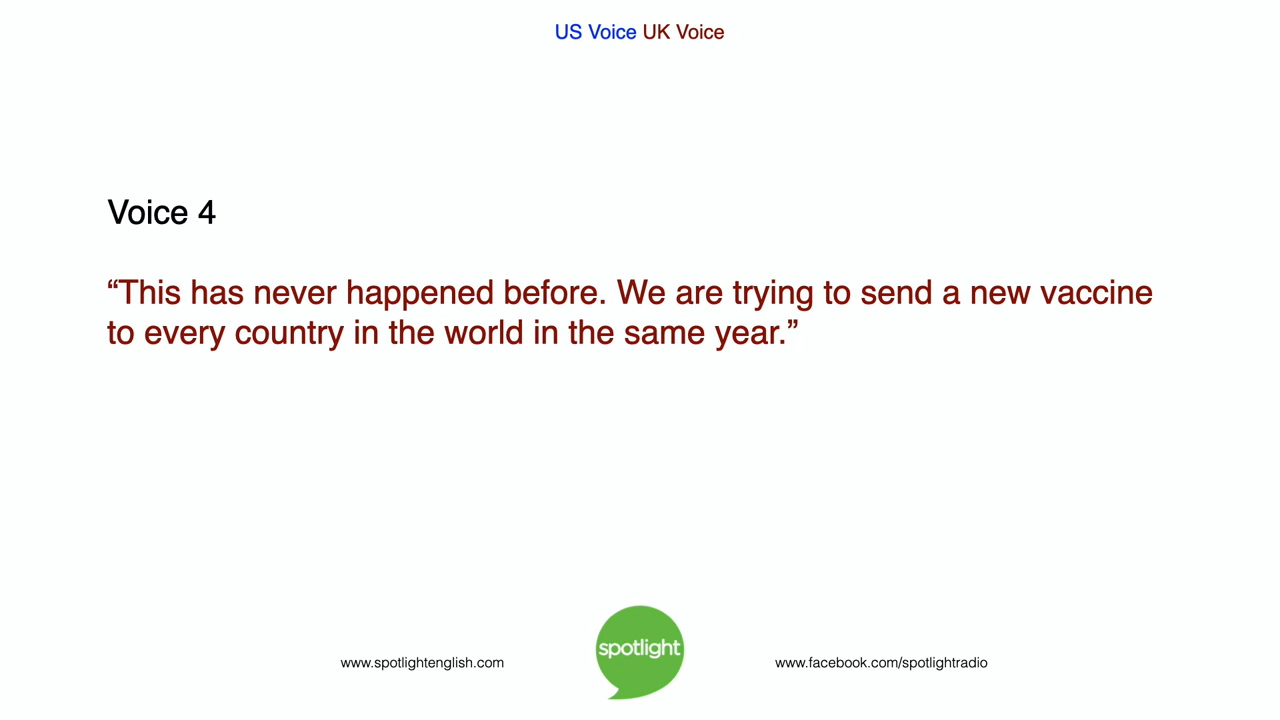 US Voice UK Voice
Voice 4
“This has never happened before. We are trying to send a new vaccine
to every country in the world in the same year.”
www.spotlightenglish.com
spotlight
www.facebook.com/spotlightradio